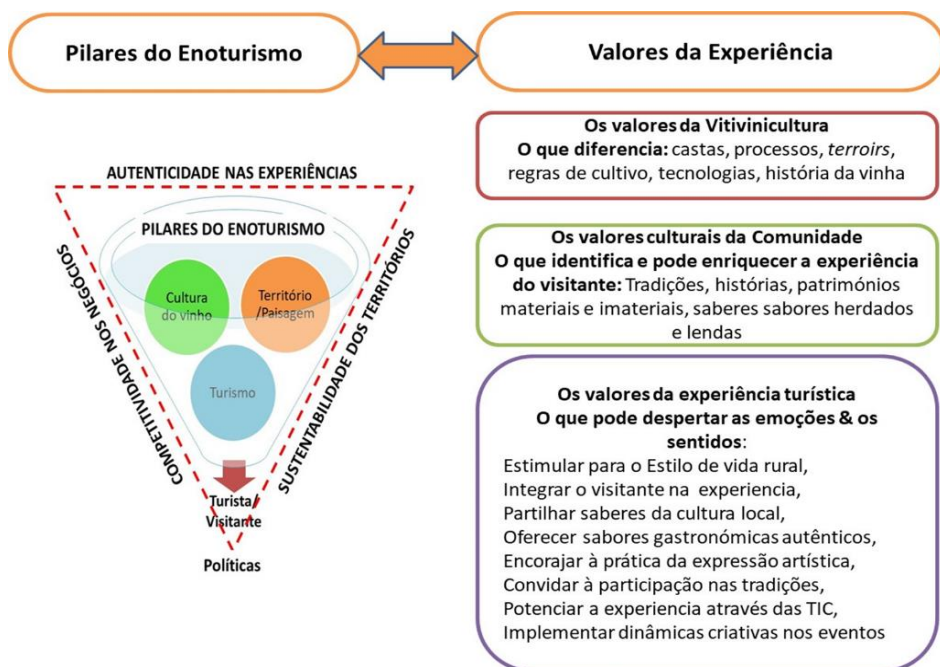 Pilares do Enoturismo
Valores da Experiência
AUTENTICIDADE NAS EXPERIÊNCIAS
PILARES DO ENOTURISMO
Cultura
do vinho
Território
/Paisagem
Turismo
COMPETITIVIDADE NOS NEGÓCIOS
SUSTENTABILIDADE DOS TERRITÓRIOS
Turista/
Visitante
Políticas
Os valores da Vitivinicultura
O que diferencia: castas, processos, terroirs,
regras de cultivo, tecnologias, história da vinha
Os valores culturais da Comunidade
O que identifica e pode enriquecer a experiência
do visitante: Tradições, histórias, patrimónios
materiais e imateriais, saberes sabores herdados
e lendas
Os valores da experiência turística
O que pode despertar as emoções & os
sentidos:
Estimular para o Estilo de vida rural,
Integrar o visitante na experiencia,
Partilhar saberes da cultura local,
Oferecer sabores gastronómicas autênticos,
Encorajar à prática da expressão artística,
Convidar à participação nas tradições,
Potenciar a experiencia através das TIC,
Implementar dinâmicas criativas nos eventos